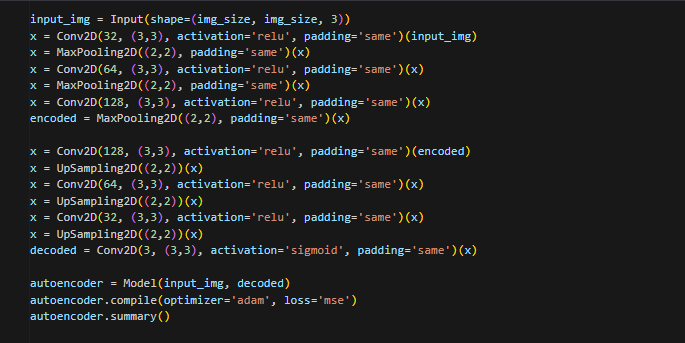 input_img = Input(shape=(img_size, img_size, 3))
x = Conv2D(32, (3,3), activation='relu', padding='same')(input_img)
x = MaxPooling2D((2,2), padding='same')(x)
x = Conv2D(64, (3,3), activation='relu', padding='same')(x)
x = MaxPooling2D((2,2), padding='same')(x)
x = Conv2D(128, (3,3), activation='relu', padding='same')(x)
encoded = MaxPooling2D((2,2), padding='same')(x)
x = Conv2D(128, (3,3), activation='relu', padding='same')(encoded)
x = UpSampling2D((2,2))(x)
x = Conv2D(64, (3,3), activation='relu', padding='same')(x)
x = UpSampling2D((2,2))(x)
x = Conv2D(32, (3,3), activation='relu', padding='same')(x)
x = UpSampling2D((2,2))(x)
decoded = Conv2D(3, (3,3), activation='sigmoid', padding='same')(x)
autoencoder = Model(input_img, decoded)
autoencoder.compile(optimizer='adam', loss='mse')
autoencoder.summary()